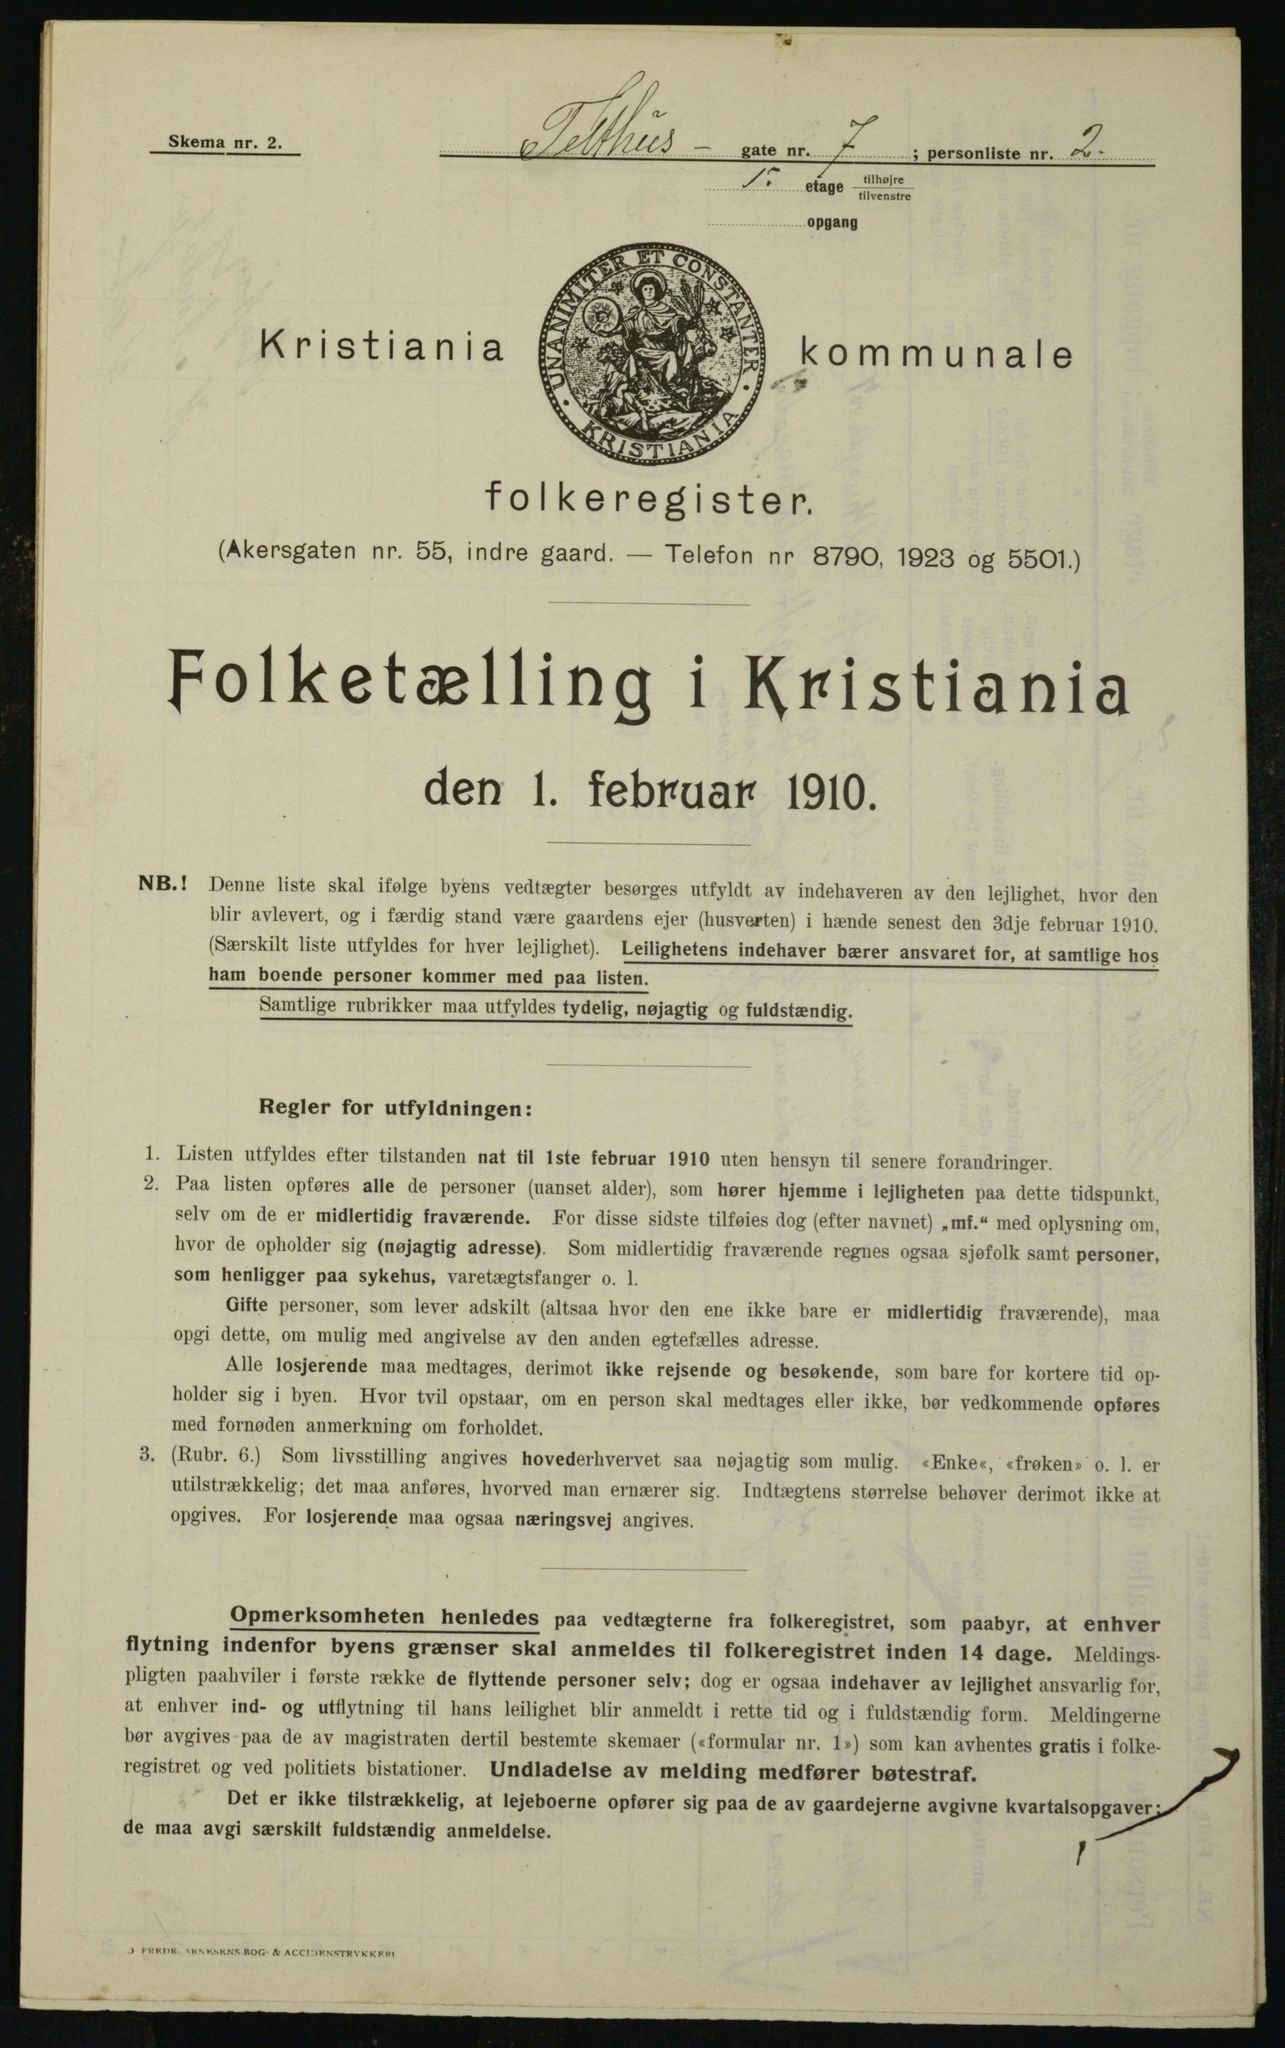 Skema nr. 2.
Telthus- gate nr. 7 ; personliste nr. 2.
1. etage tilhøjre
tilvenstre
opgang
UNANIMITER ET CONSTANTER · KRISTIANIA ·
Kristiania kommunale
folkeregister.
(Akersgaten nr. 55, indre gaard. — Telefon nr 8790, 1923 og 5501.)
Folketælling i Kristiania
den 1. februar 1910.
NB.! Denne liste skal ifølge byens vedtægter besørges utfyldt av indehaveren av den lejlighet, hvor den
blir avlevert, og i færdig stand være gaardens ejer (husverten) i hænde senest den 3dje februar 1910.
(Særskilt liste utfyldes for hver lejlighet). Leilighetens indehaver bærer ansvaret for, at samtlige hos
ham boende personer kommer med paa listen.
Samtlige rubrikker maa utfyldes tydelig, nøjagtig og fuldstændig.
Regler for utfyldningen:
1. Listen utfyldes efter tilstanden nat til 1ste februar 1910 uten hensyn til senere forandringer.
2. Paa listen opføres alle de personer (uanset alder), som hører hjemme i lejligheten paa dette tidspunkt,
selv om de er midlertidig fraværende. For disse sidste tilføies dog (efter navnet) „mf.“ med oplysning om,
hvor de opholder sig (nøjagtig adresse). Som midlertidig fraværende regnes ogsaa sjøfolk samt personer,
som henligger paa sykehus, varetægtsfanger o. l.
Gifte personer, som lever adskilt (altsaa hvor den ene ikke bare er midlertidig fraværende), maa
opgi dette, om mulig med angivelse av den anden egtefælles adresse.
Alle losjerende maa medtages, derimot ikke rejsende og besøkende, som bare for kortere tid op-
holder sig i byen. Hvor tvil opstaar, om en person skal medtages eller ikke, bør vedkommende opføres
med fornøden anmerkning om forholdet.
3. (Rubr. 6.) Som livsstilling angives hovederhvervet saa nøjagtig som mulig. «Enke«, «frøken» o. l. er
utilstrækkelig; det maa anføres, hvorved man ernærer sig. Indtægtens størrelse behøver derimot ikke at
opgives. For losjerende maa ogsaa næringsvej angives.
Opmerksomheten henledes paa vedtægterne fra folkeregistret, som paabyr, at enhver
flytning indenfor byens grænser skal anmeldes til folkeregistret inden 14 dage. Meldings-
pligten paahviler i første række de flyttende personer selv; dog er ogsaa indehaver av lejlighet ansvarlig for,
at enhver ind- og utflytning til hans leilighet blir anmeldt i rette tid og i fuldstændig form. Meldingerne
bør avgives paa de av magistraten dertil bestemte skemaer («formular nr. 1») som kan avhentes gratis i folke-
registret og ved politiets bistationer. Undladelse av melding medfører bøtestraf.
Det er ikke tilstrækkelig, at lejeboerne opfører sig paa de av gaardejerne avgivne kvartalsopgaver;
de maa avgi særskilt fuldstændig anmeldelse.
J. FREDR. ARNESENS BOG- & ACCIDENSTRYKKERI